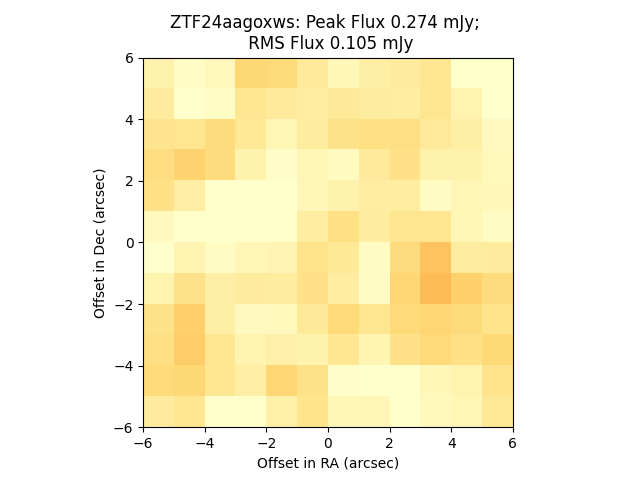 ZTF24aagoxws: Peak Flux 0.274 mJy;
RMS Flux 0.105 mJy
6
4
2
0
−2
−4
−6
Offset in Dec (arcsec)
−6 −4 −2 0 2 4 6
Offset in RA (arcsec)